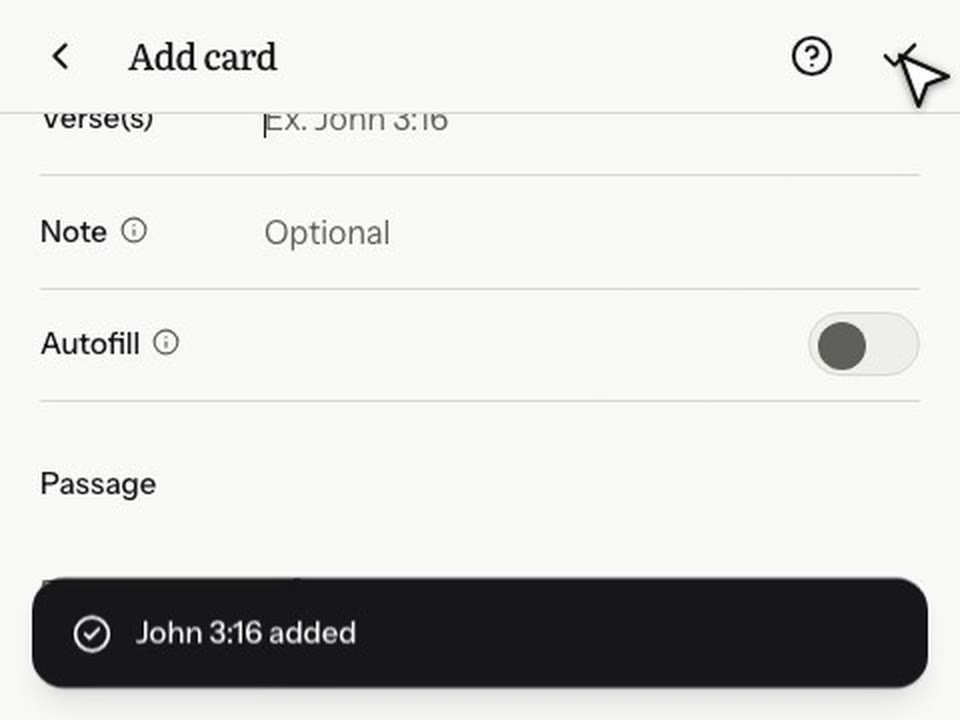 Add card
Verse(s)
Ex. John 3:16
Note
Optional
Autofill
Passage
John 3:16 added